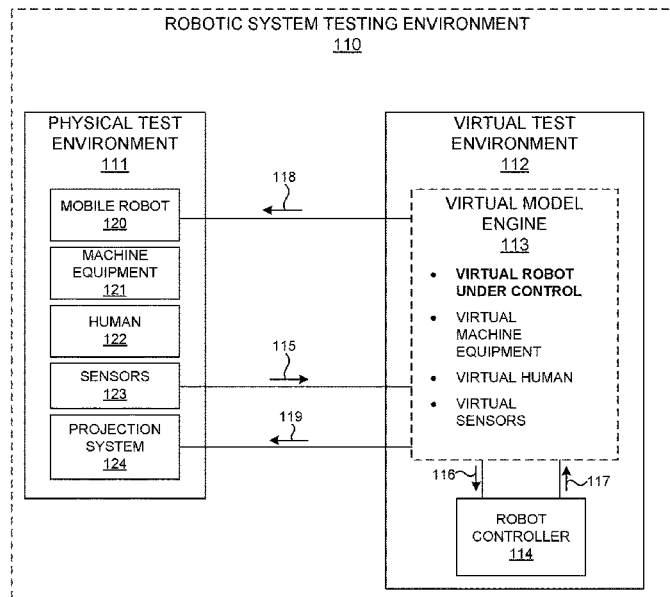 ROBOTIC SYSTEM TESTING ENVIRONMENT
110
PHYSICAL TEST
ENVIRONMENT
111
MOBILE ROBOT
120
MACHINE
EQUIPMENT
121
HUMAN
122
SENSORS
123
PROJECTION
SYSTEM
124
118
115
119
VIRTUAL TEST
ENVIRONMENT
112
VIRTUAL MODEL
ENGINE
113
• VIRTUAL ROBOT
UNDER CONTROL
• VIRTUAL
MACHINE
EQUIPMENT
• VIRTUAL HUMAN
• VIRTUAL
SENSORS
116
117
ROBOT
CONTROLLER
114